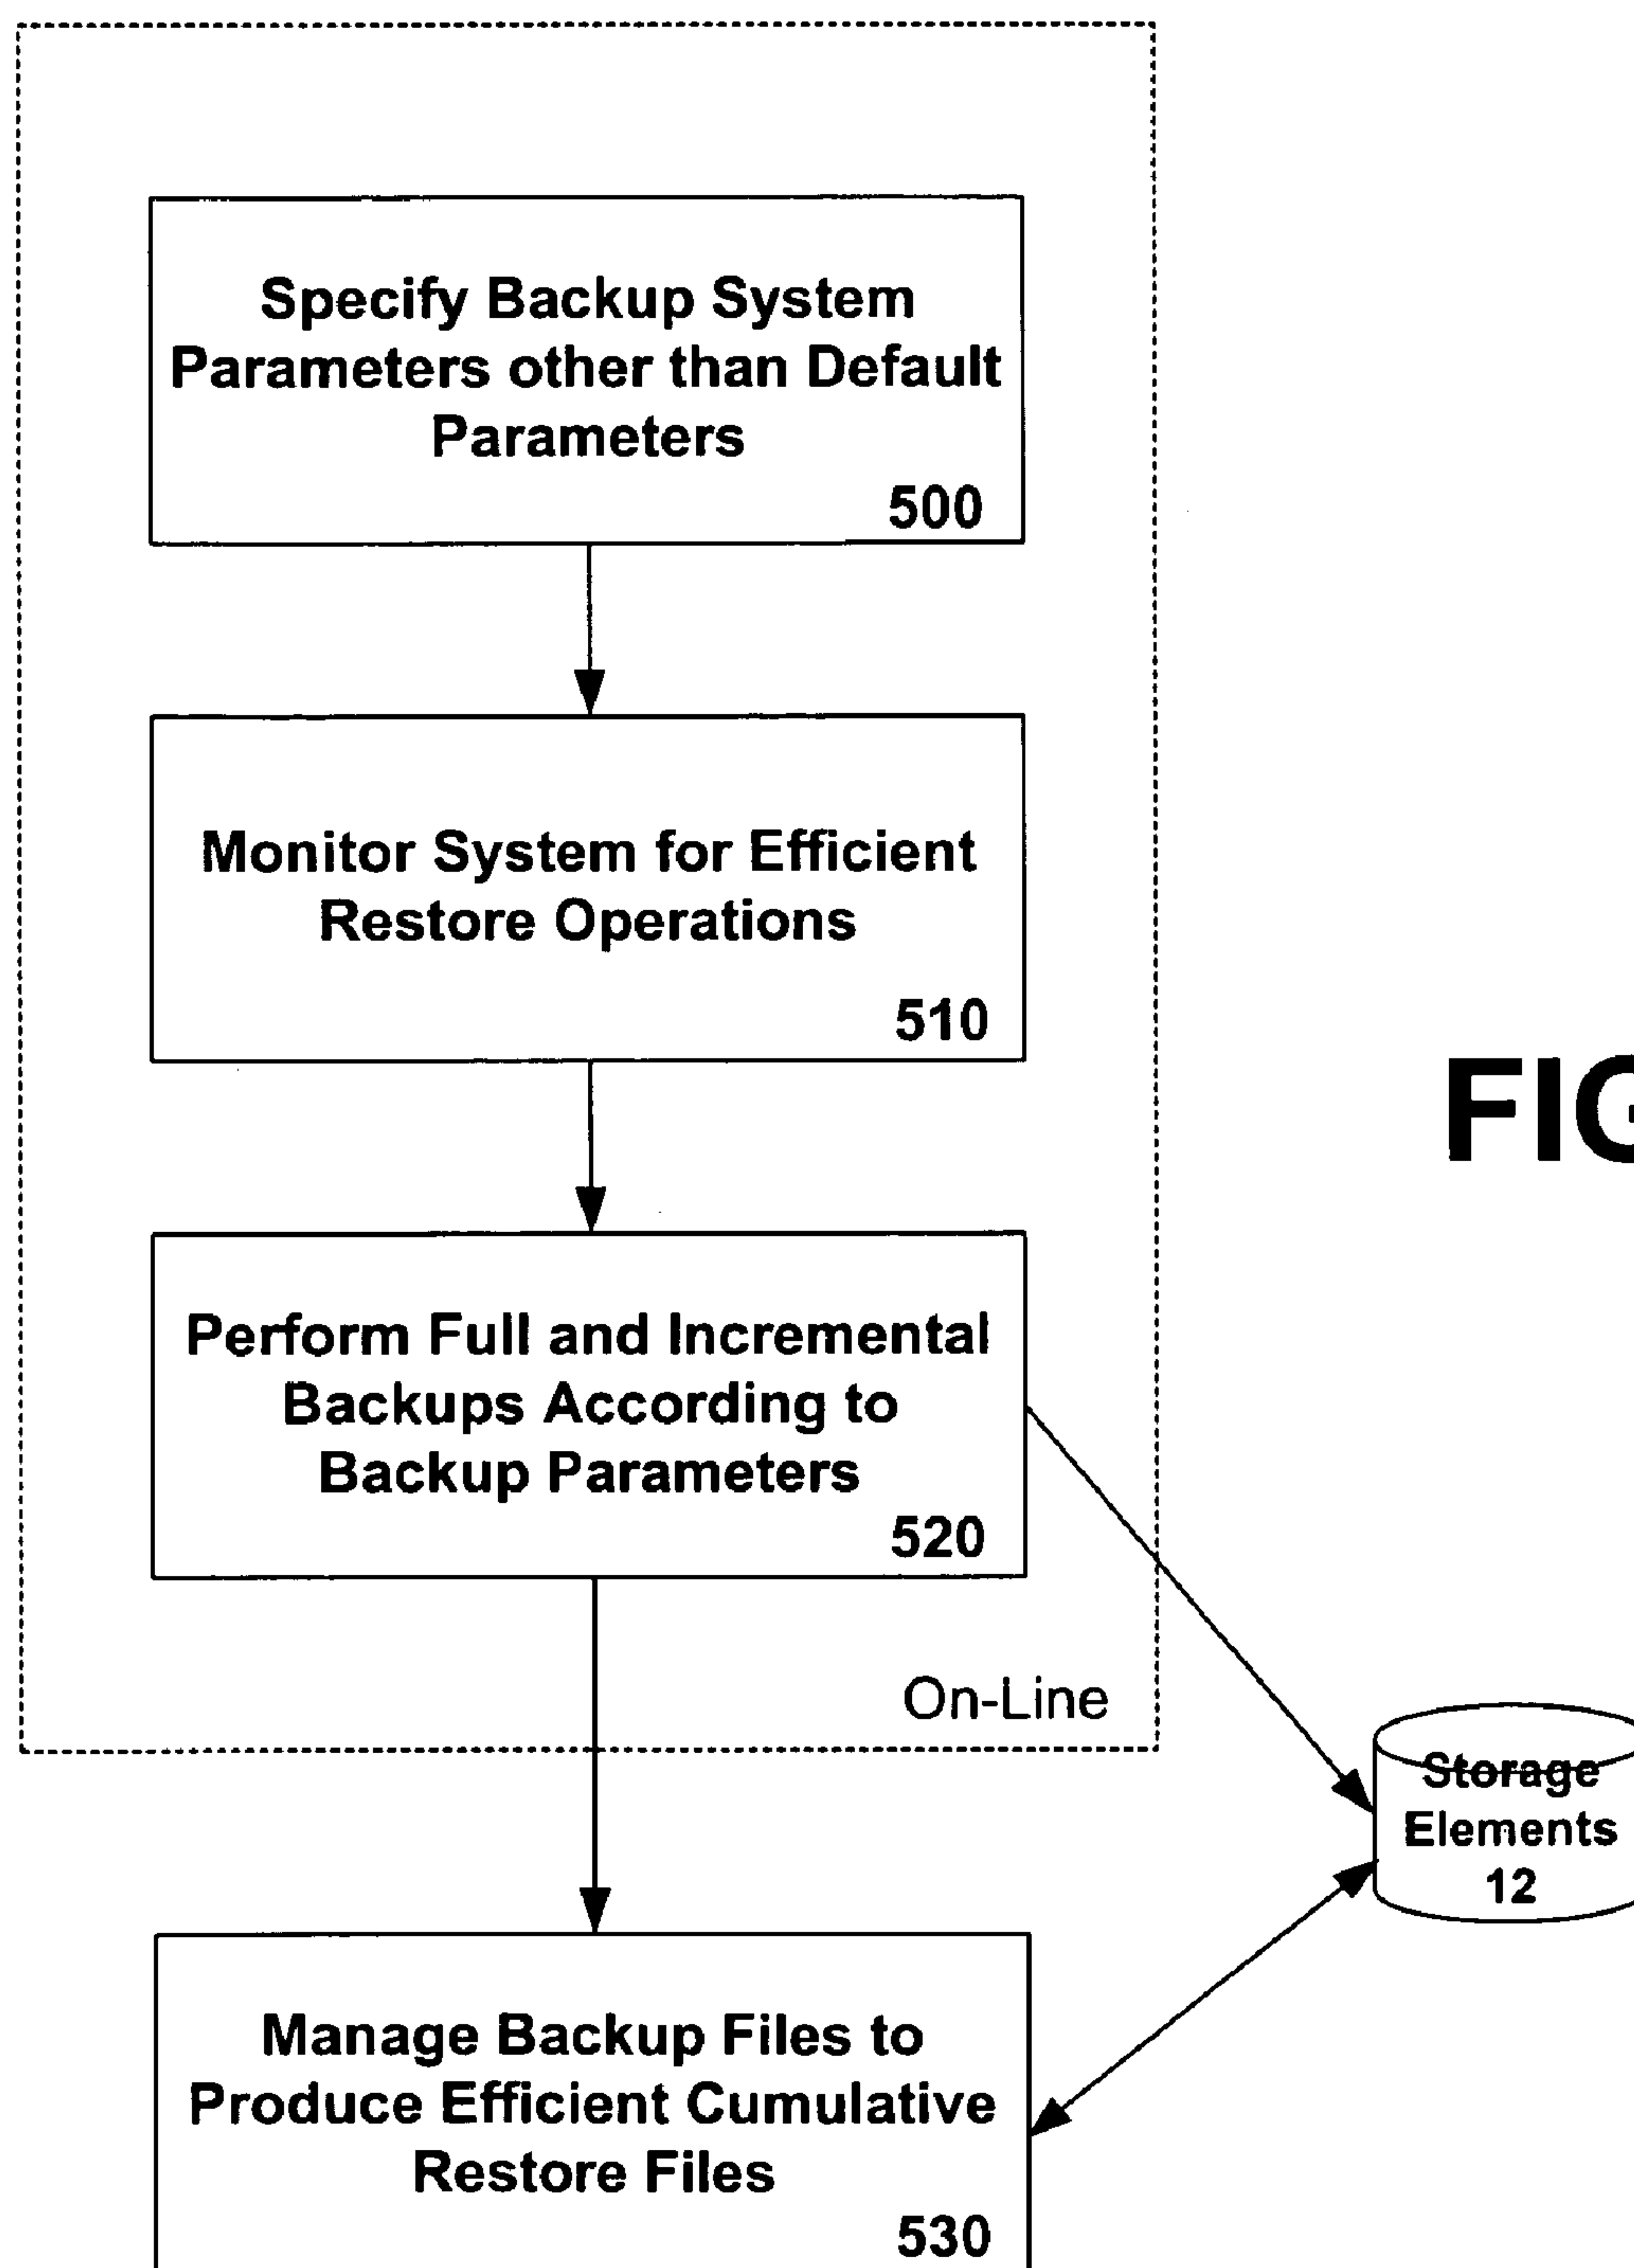 Specify Backup System
Parameters other than Default
Parameters
500
Monitor System for Efficient
Restore Operations
510
FIG
Perform Full and Incremental
Backups According to
Backup Parameters
520
On-Line
Storage
Elements
12
Manage Backup Files to
Produce Efficient Cumulative
Restore Files
530